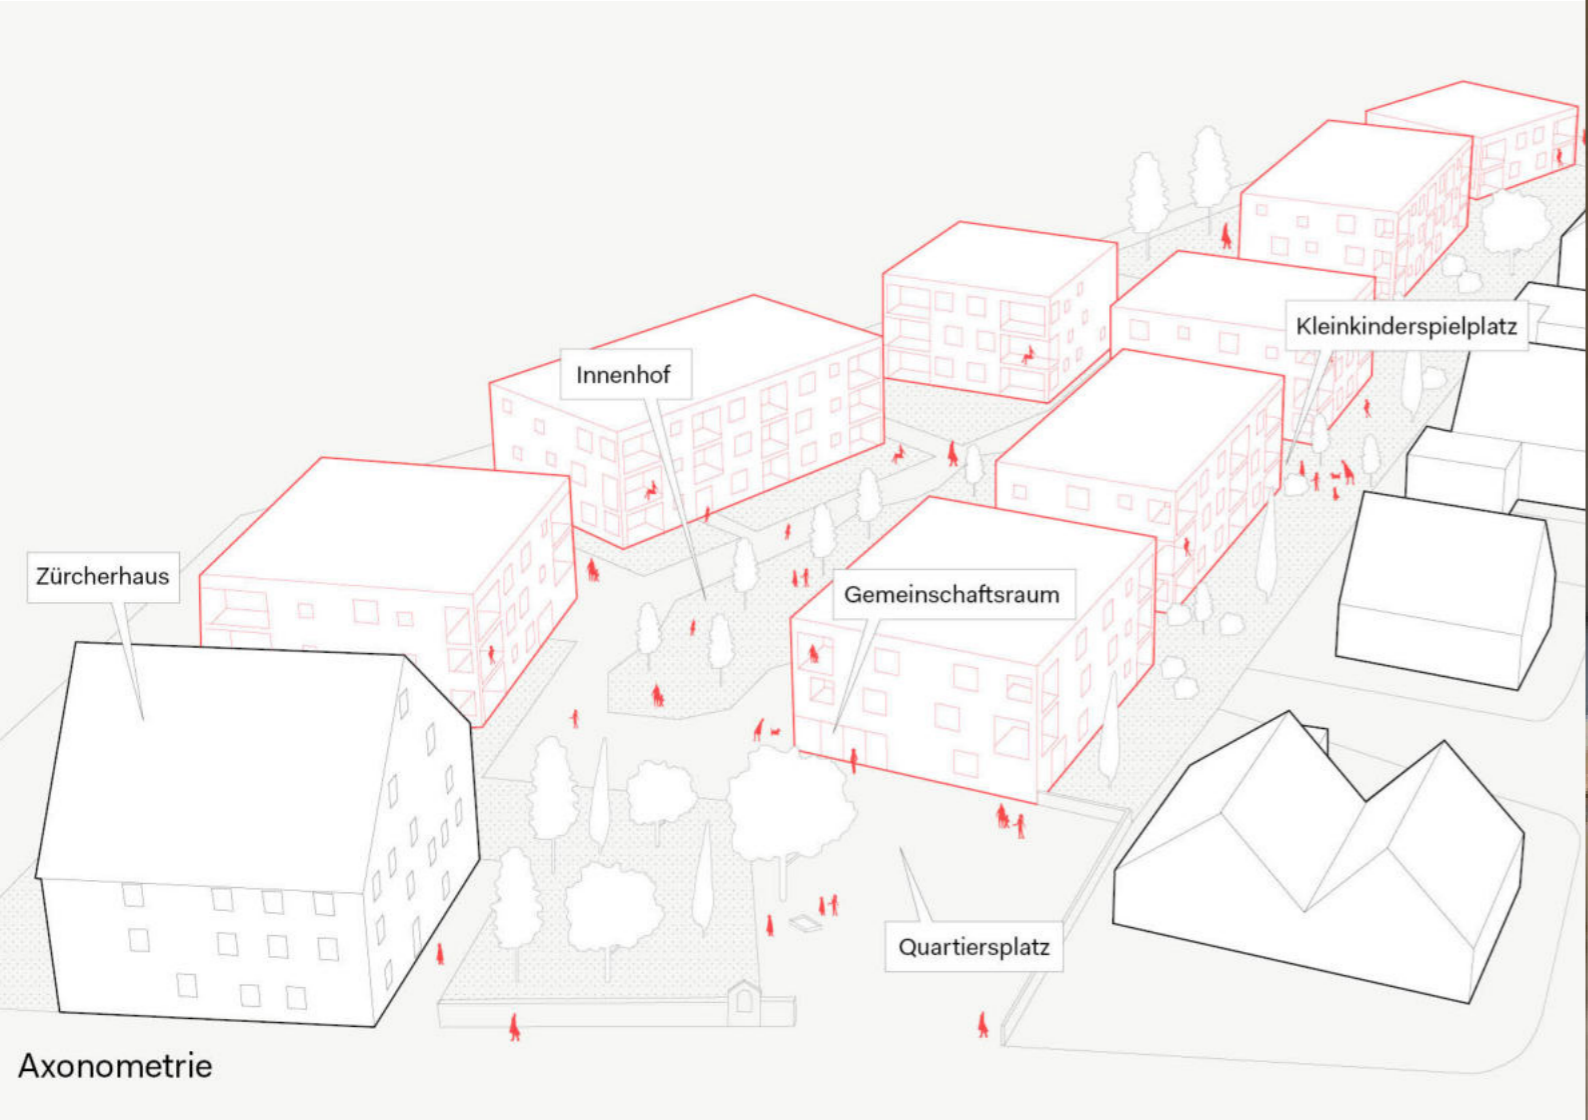 Kleinkinderspielplatz
Innenhof
Zürcherhaus
Gemeinschaftsraum
Quartiersplatz
Axonometrie